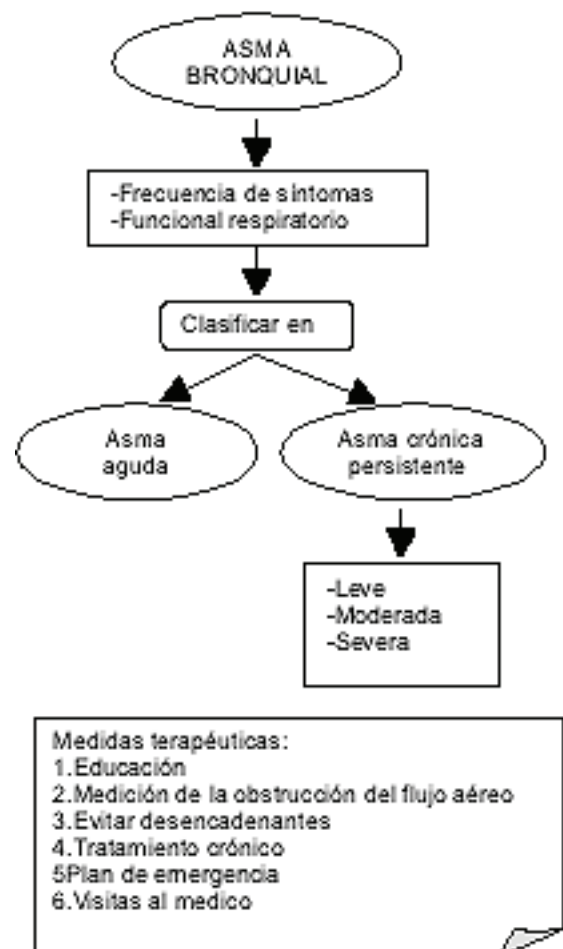 ASMA
BRONQUIAL
-Frecuencia de síntomas
-Funcional respiratorio
Clasificar en
Asma
aguda
Asma crónica
persistente
-Leve
-Moderada
-Severa
Medidas terapéuticas:
1.Educación
2.Medición de la obstrucción del flujo aéreo
3.Evitar desencadenantes
4.Tratamiento crónico
5Plan de emergencia
6.Visitas al medico